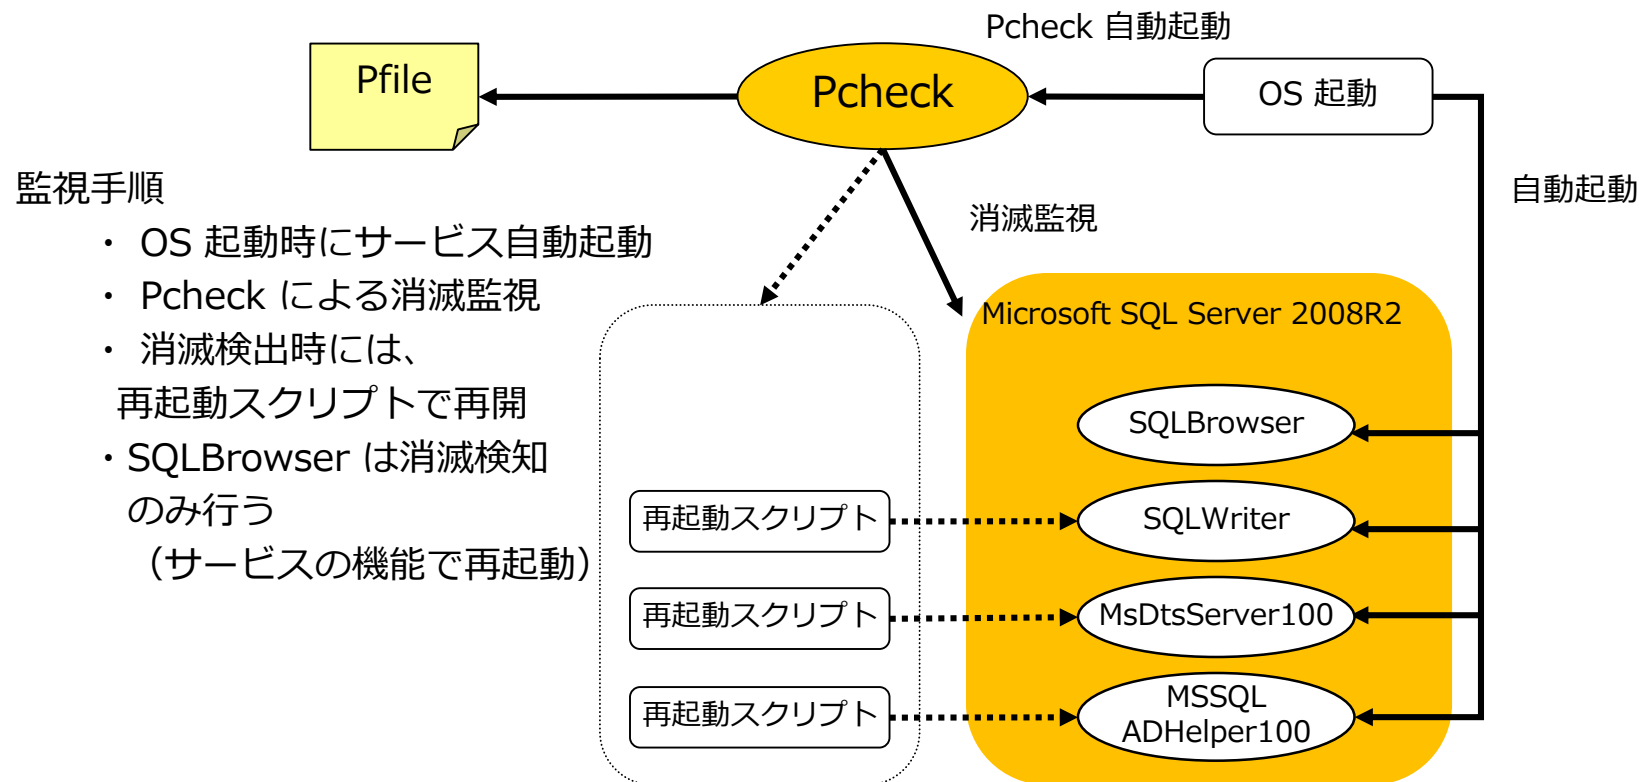 Pcheck 自動起動
Pfile
Pcheck
OS 起動
監視手順
・ OS 起動時にサービス自動起動
・ Pcheck による消滅監視
・ 消滅検出時には、
再起動スクリプトで再開
・SQLBrowser は消滅検知
のみ行う
（サービスの機能で再起動）
消滅監視
自動起動
Microsoft SQL Server 2008R2
SQLBrowser
再起動スクリプト
SQLWriter
再起動スクリプト
MsDtsServer100
再起動スクリプト
MSSQL
ADHelper100